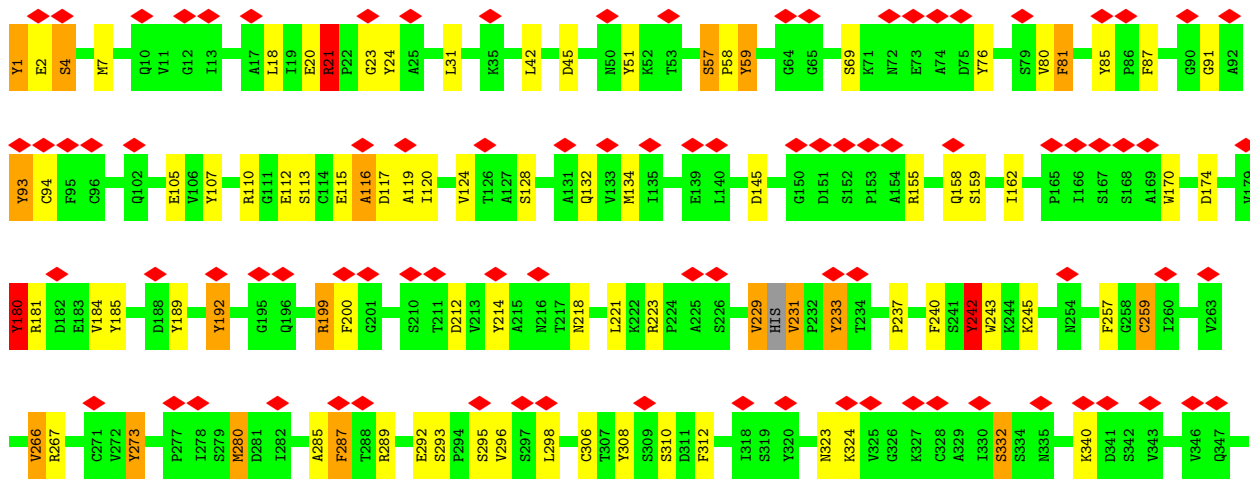 Y1 E2 S4 M7 Q10 V11 G12 I13 A17 L18 I19 E20 R21 P22 G23 Y24 A25 L31 K35 L42 D45 N50 Y51 K52 T53 S57 P58 Y59 G64 G65 S69 K71 N72 E73 A74 D75 Y76 S79 V80 F81 Y85 P86 F87 G90 G91 A92
Y93 C94 F95 C96 Q102 E105 V106 Y107 R110 G111 E112 S113 C114 E115 A116 D117 A119 I120 V124 T126 A127 S128 A131 Q132 V133 M134 I135 E139 L140 D145 G150 D151 S152 P153 A154 R155 Q158 S159 I162 P165 I166 S167 S168 A169 W170 D174 V179
Y180 R181 D182 E183 V184 Y185 D188 Y189 Y192 G195 Q196 R199 F200 G201 S210 T211 D212 V213 Y214 A215 N216 T217 N218 L221 K222 R223 P224 A225 S226 V229 HIS V231 P232 Y233 T234 P237 F240 S241 Y242 W243 K244 K245 N254 F257 G258 C259 I260 V263
V266 R267 C271 V272 Y273 P277 I278 S279 M280 D281 I282 A285 F287 T288 R289 E292 S293 P294 S295 V296 S297 L298 C306 T307 Y308 S309 S310 D311 F312 I318 S319 Y320 N323 K324 V325 G326 K327 C328 A329 I330 S332 S334 N335 K340 D341 S342 V343 V346 Q347